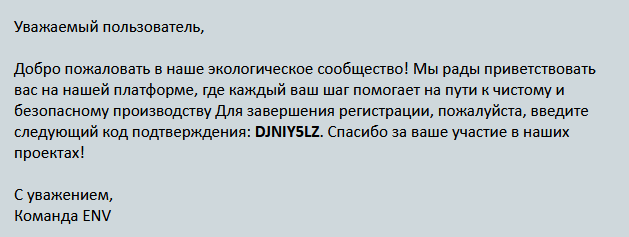 Уважаемый пользователь,
Добро пожаловать в наше экологическое сообщество! Мы рады приветствовать
вас на нашей платформе, где каждый ваш шаг помогает на пути к чистому и
безопасному производству Для завершения регистрации, пожалуйста, введите
следующий код подтверждения: DJNIY5LZ. Спасибо за ваше участие в наших
проектах!
С уважением,
Команда ENV